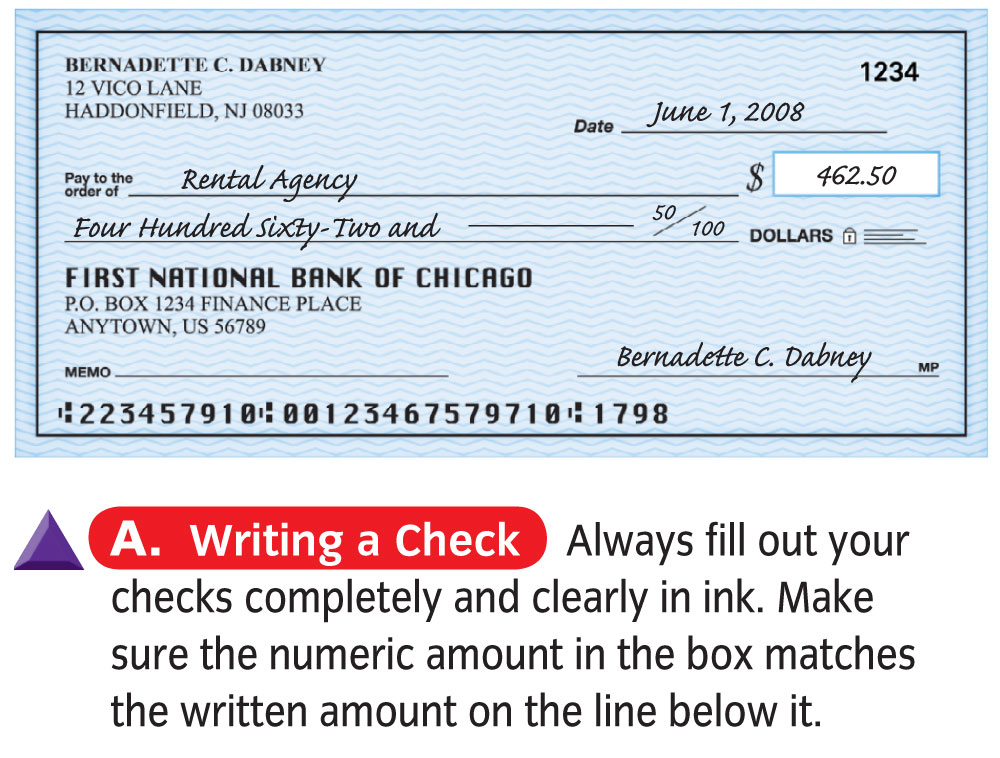 BERNADETTE C. DABNEY
12 VICO LANE
HADDONFIELD, NJ 08033
1234
Date June 1, 2008
Pay to the
order of Rental Agency $ 462.50
Four Hundred Sixty-Two and 50/100 DOLLARS
FIRST NATIONAL BANK OF CHICAGO
P.O. BOX 1234 FINANCE PLACE
ANYTOWN, US 56789
MEMO Bernadette C. Dabney MP
⑆223457910⑆00123467579710⑆1798
A. Writing a Check Always fill out your
checks completely and clearly in ink. Make
sure the numeric amount in the box matches
the written amount on the line below it.